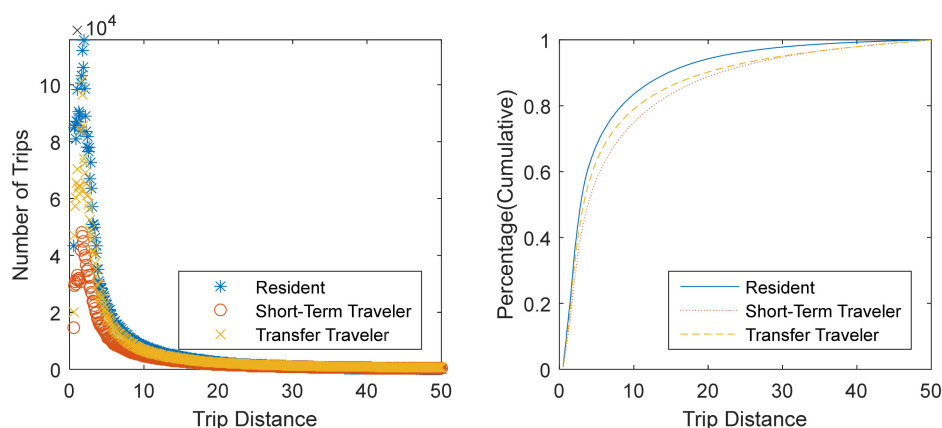 ×10^4
Number of Trips
10
8
6
4
2
0
0 10 20 30 40 50
Trip Distance
Resident
Short-Term Traveler
Transfer Traveler
Percentage(Cumulative)
1
0.8
0.6
0.4
0.2
0
0 10 20 30 40 50
Trip Distance
Resident
Short-Term Traveler
Transfer Traveler